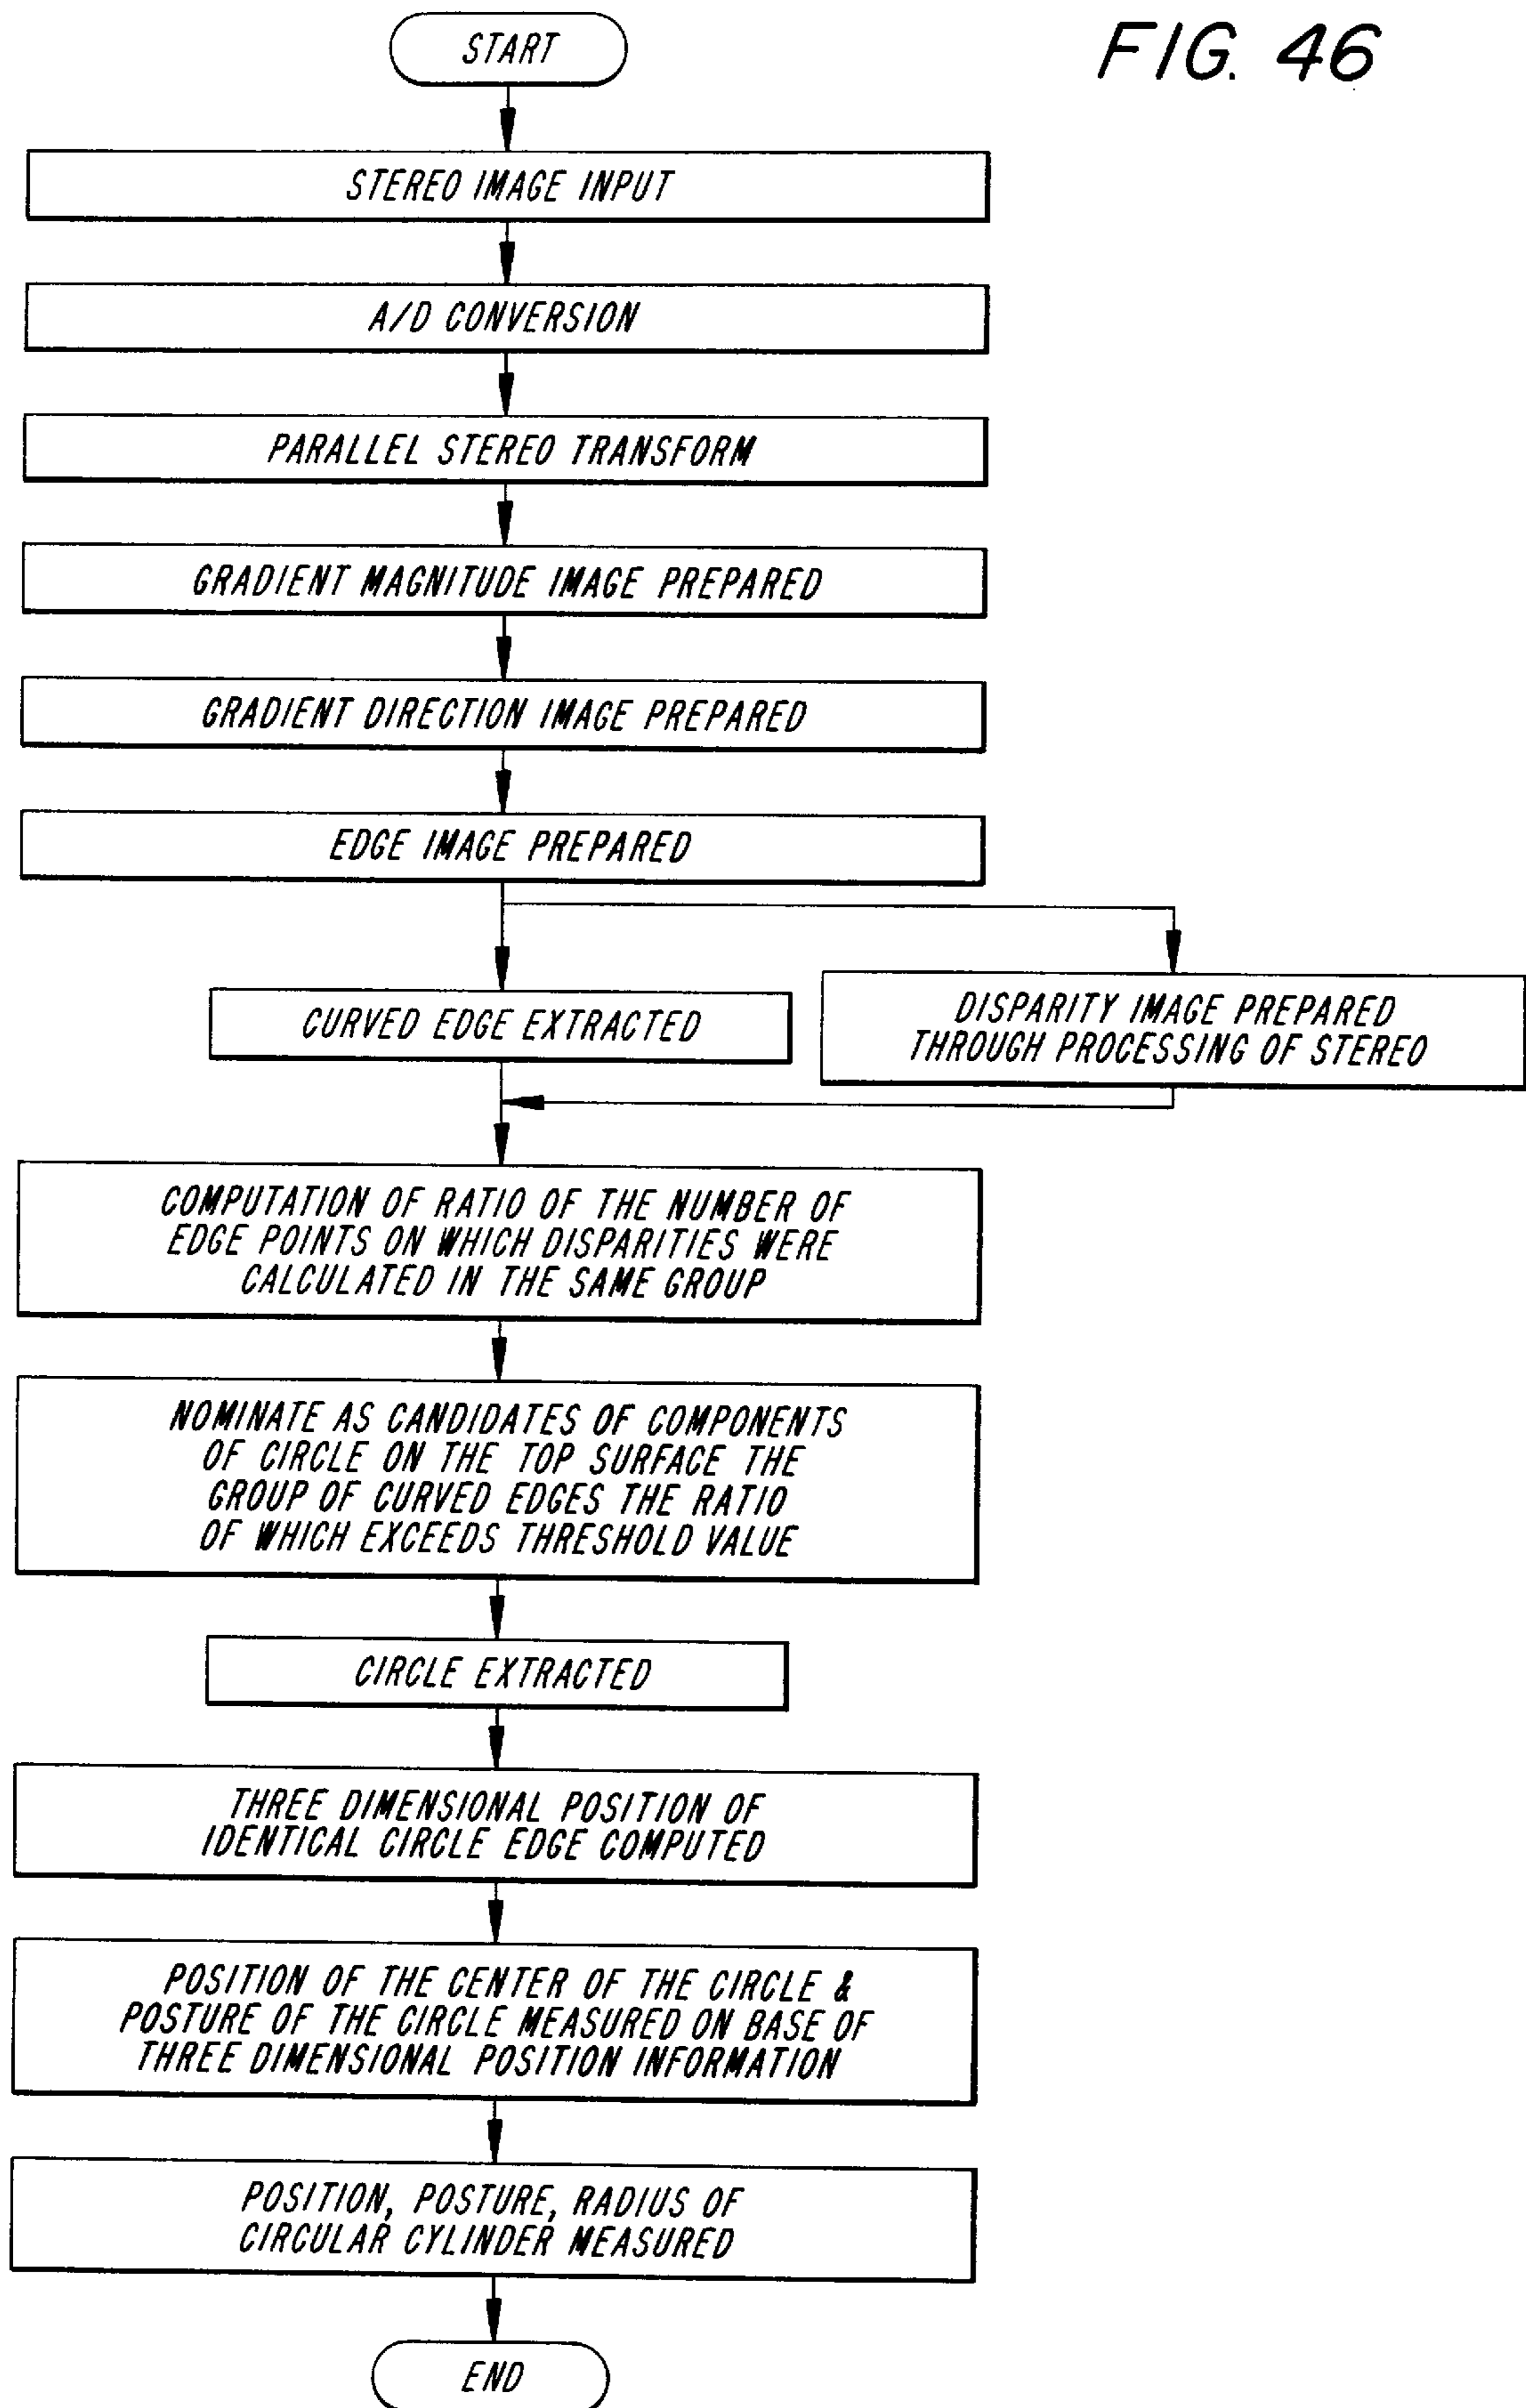 FIG. 46
START
STEREO IMAGE INPUT
A/D CONVERSION
PARALLEL STEREO TRANSFORM
GRADIENT MAGNITUDE IMAGE PREPARED
GRADIENT DIRECTION IMAGE PREPARED
EDGE IMAGE PREPARED
CURVED EDGE EXTRACTED
DISPARITY IMAGE PREPARED
THROUGH PROCESSING OF STEREO
COMPUTATION OF RATIO OF THE NUMBER OF
EDGE POINTS ON WHICH DISPARITIES WERE
CALCULATED IN THE SAME GROUP
NOMINATE AS CANDIDATES OF COMPONENTS
OF CIRCLE ON THE TOP SURFACE THE
GROUP OF CURVED EDGES THE RATIO
OF WHICH EXCEEDS THRESHOLD VALUE
CIRCLE EXTRACTED
THREE DIMENSIONAL POSITION OF
IDENTICAL CIRCLE EDGE COMPUTED
POSITION OF THE CENTER OF THE CIRCLE &
POSTURE OF THE CIRCLE MEASURED ON BASE OF
THREE DIMENSIONAL POSITION INFORMATION
POSITION, POSTURE, RADIUS OF
CIRCULAR CYLINDER MEASURED
END